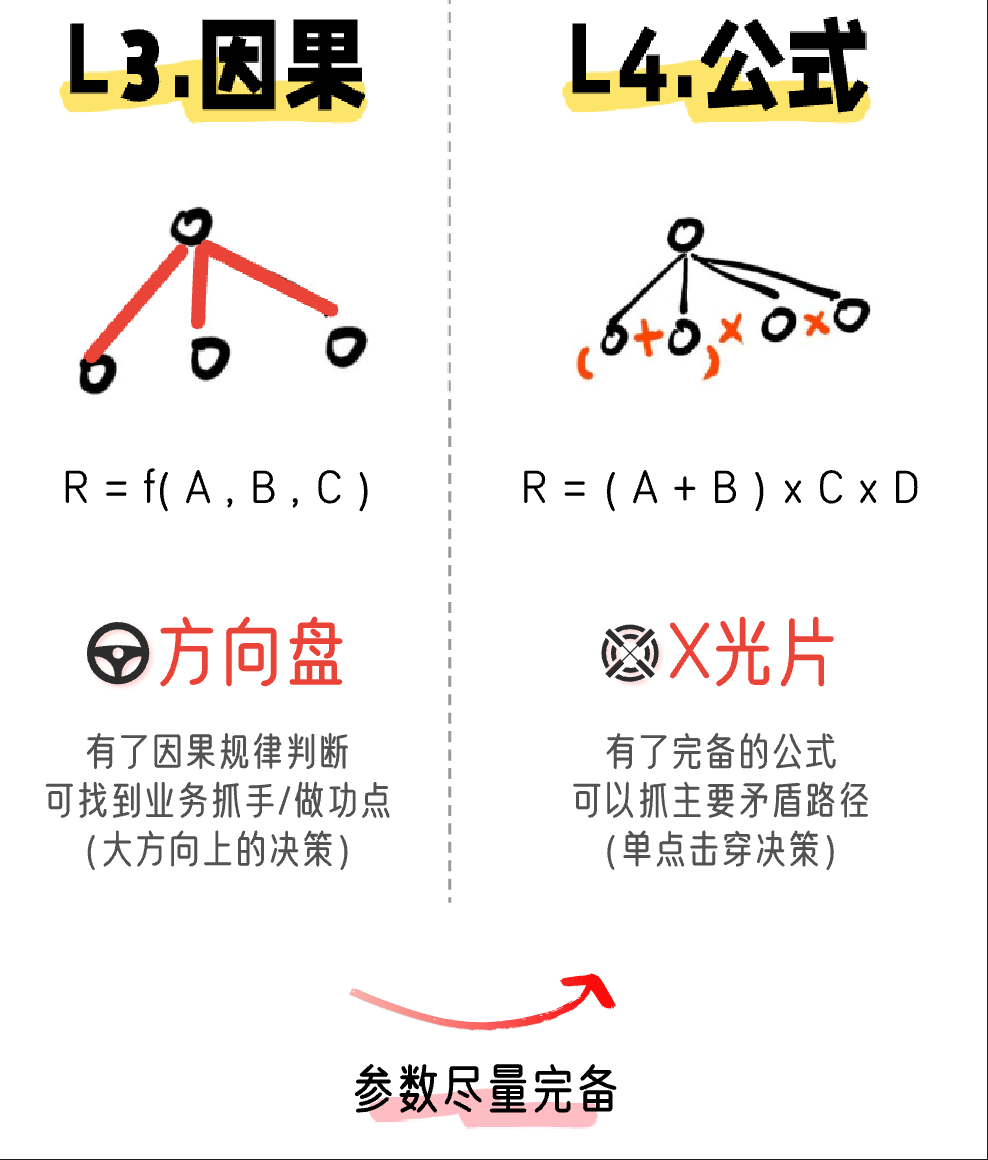 L3.因果
R = f( A , B , C )
方向盘
有了因果规律判断
可找到业务抓手/做功点
(大方向上的决策)
L4.公式
( + ) x x
R = ( A + B ) x C x D
X光片
有了完备的公式
可以抓主要矛盾路径
(单点击穿决策)
参数尽量完备